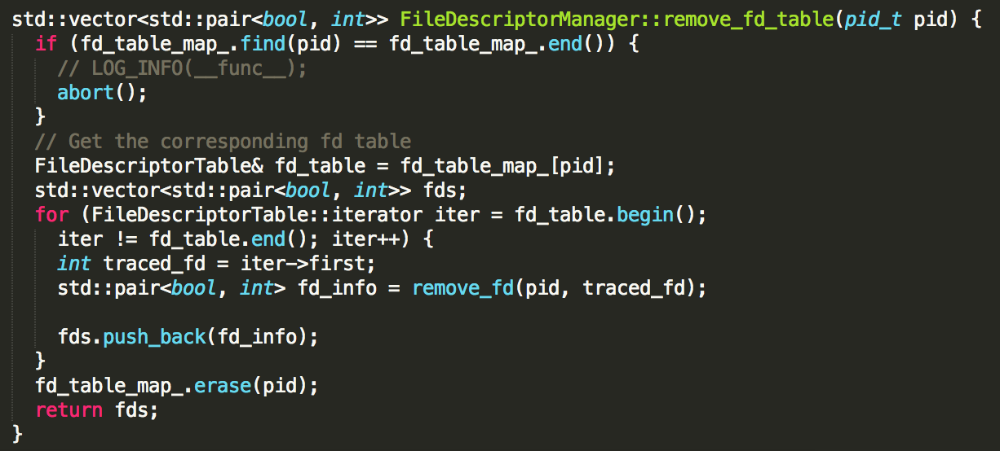 std::vector<std::pair<bool, int>> FileDescriptorManager::remove_fd_table(pid_t pid) {
  if (fd_table_map_.find(pid) == fd_table_map_.end()) {
    // LOG_INFO(__func__);
    abort();
  }
  // Get the corresponding fd table
  FileDescriptorTable& fd_table = fd_table_map_[pid];
  std::vector<std::pair<bool, int>> fds;
  for (FileDescriptorTable::iterator iter = fd_table.begin();
    iter != fd_table.end(); iter++) {
    int traced_fd = iter->first;
    std::pair<bool, int> fd_info = remove_fd(pid, traced_fd);

    fds.push_back(fd_info);
  }
  fd_table_map_.erase(pid);
  return fds;
}